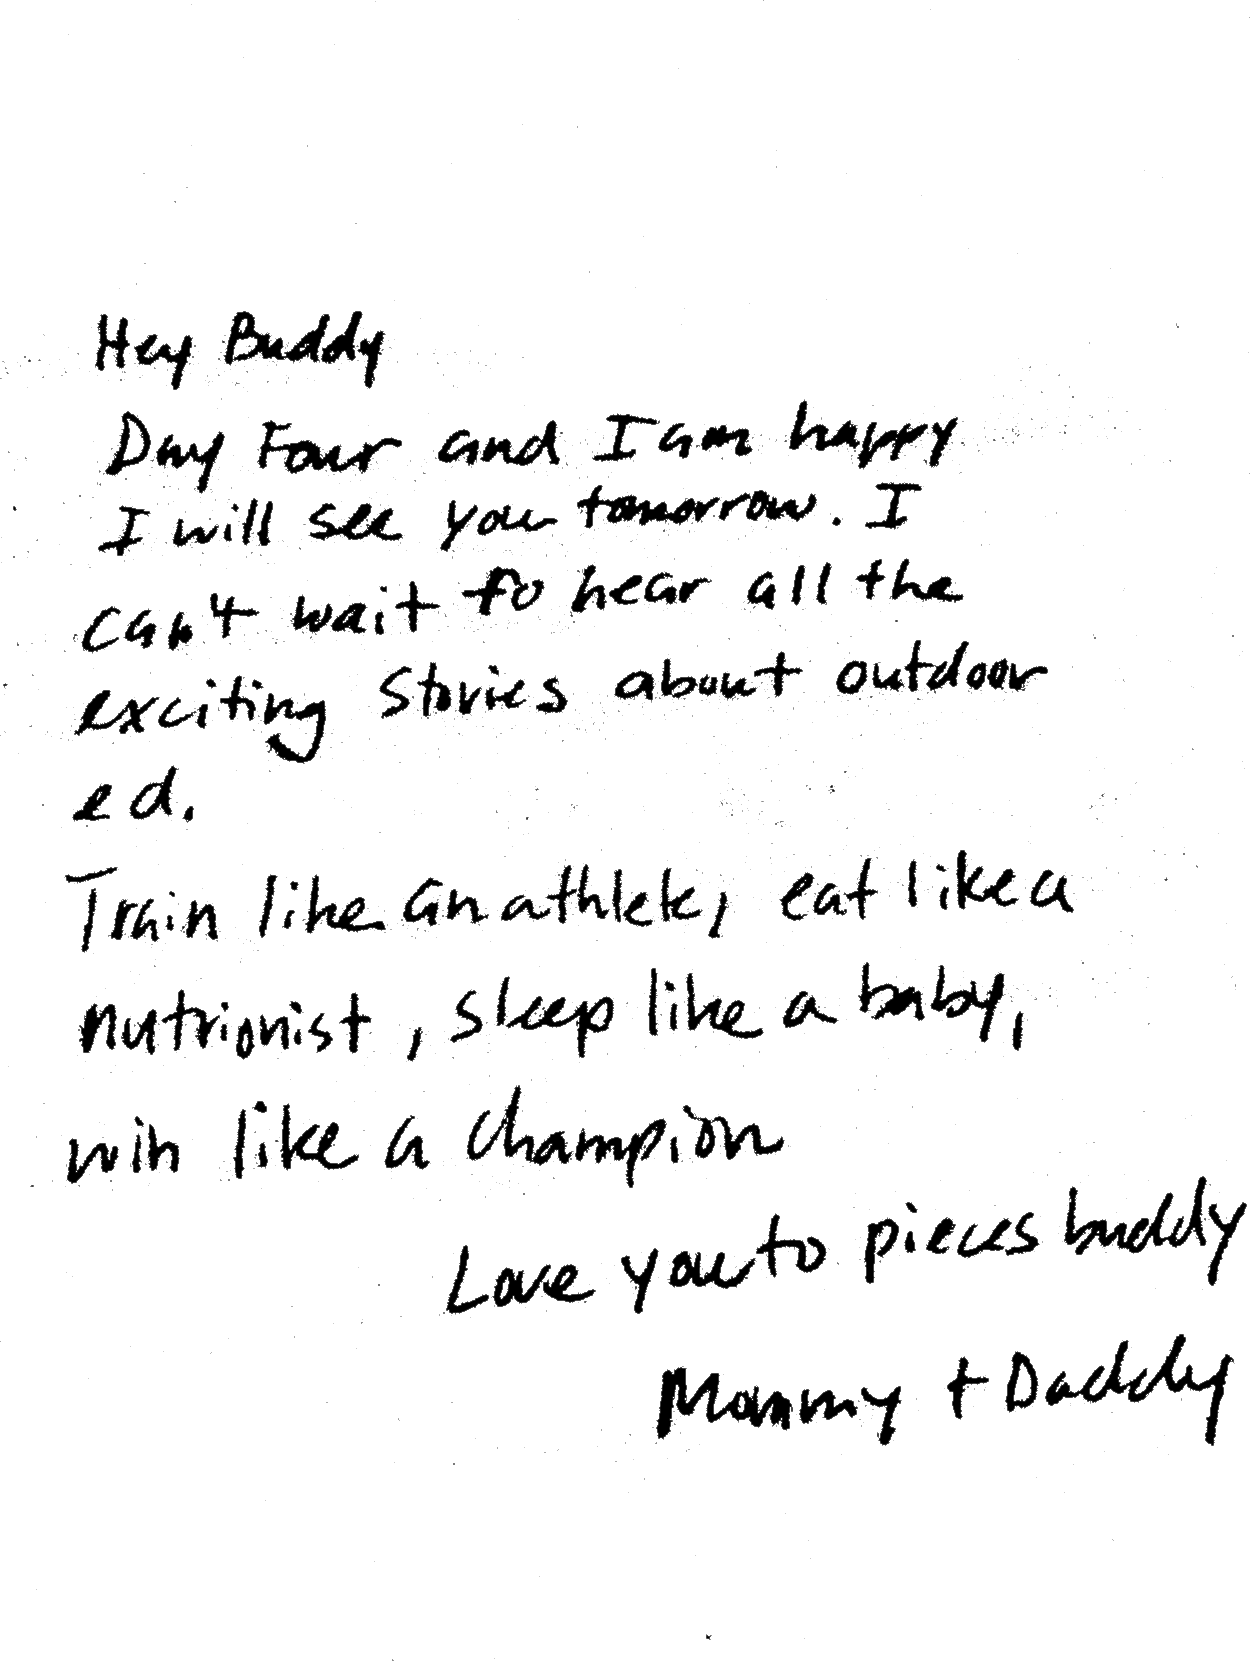 Hey Buddy
Day Four and I am happy
I will see you tomorrow. I
can't wait to hear all the
exciting stories about outdoor
ed.
Train like an athlete, eat like a
nutrionist, sleep like a baby,
win like a champion
Love you to pieces buddy
Mommy + Daddy